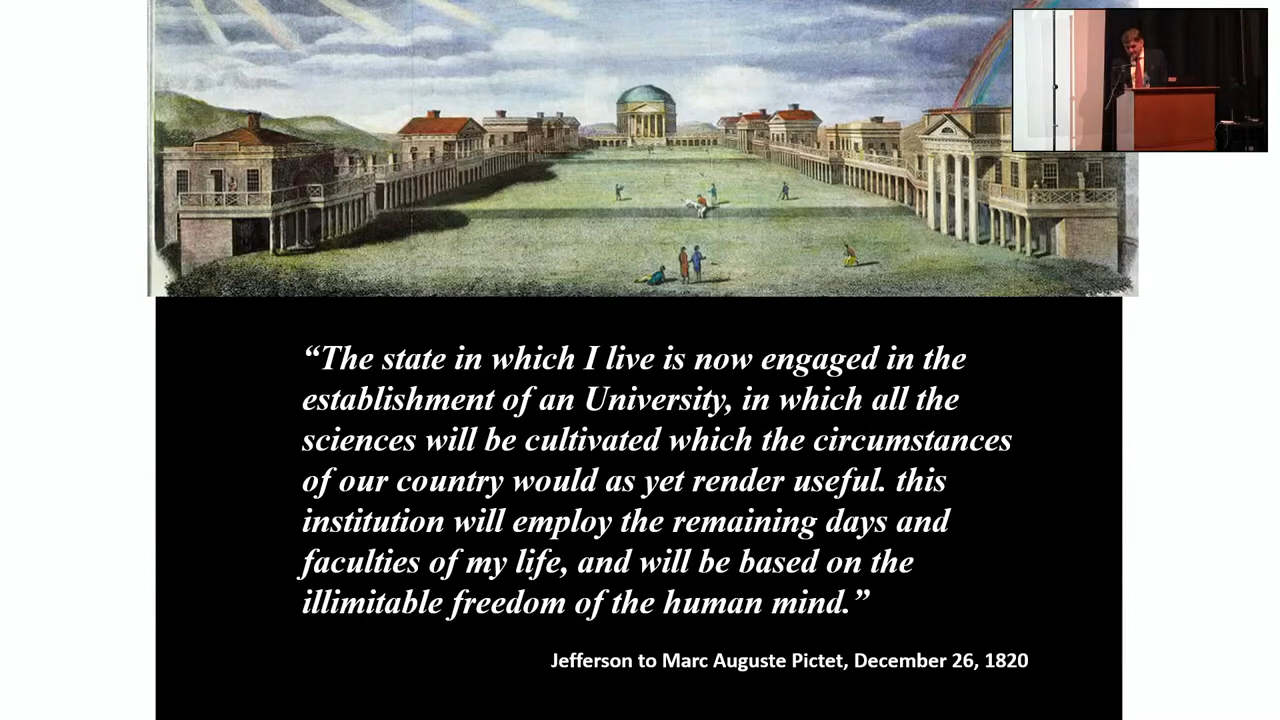 “The state in which I live is now engaged in the
establishment of an University, in which all the
sciences will be cultivated which the circumstances
of our country would as yet render useful. this
institution will employ the remaining days and
faculties of my life, and will be based on the
illimitable freedom of the human mind.”
Jefferson to Marc Auguste Pictet, December 26, 1820